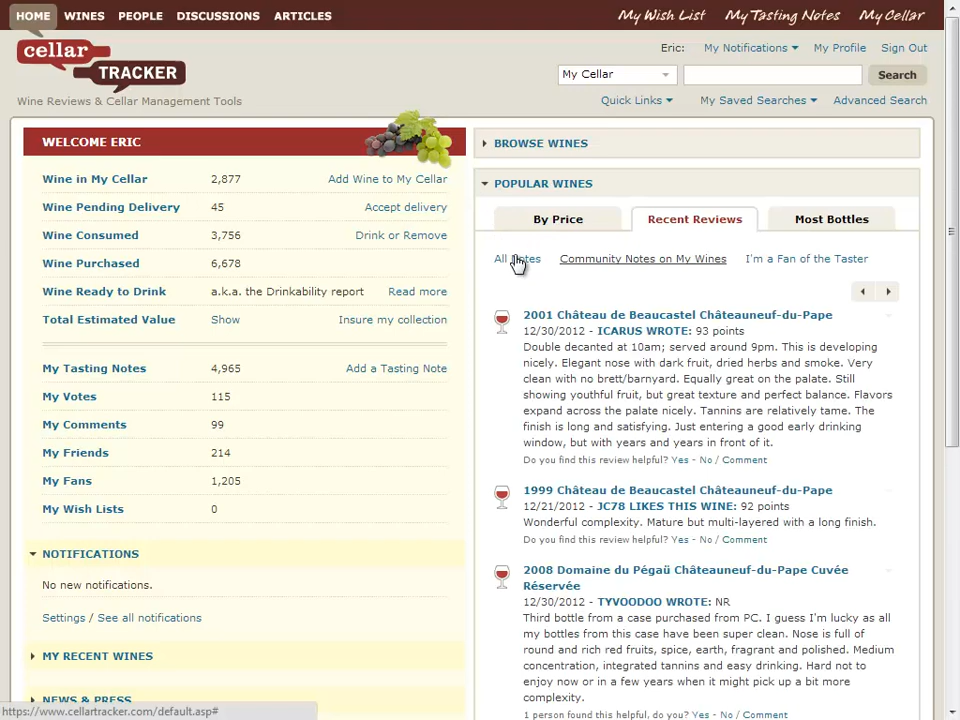 HOME WINES PEOPLE DISCUSSIONS ARTICLES My Wish List My Tasting Notes My Cellar
Eric: My Notifications My Profile Sign Out
cellar
TRACKER
My Cellar Search
Wine Reviews & Cellar Management Tools
Quick Links My Saved Searches Advanced Search
WELCOME ERIC
Wine in My Cellar 2,877 Add Wine to My Cellar
Wine Pending Delivery 45 Accept delivery
Wine Consumed 3,756 Drink or Remove
Wine Purchased 6,678
Wine Ready to Drink a.k.a. the Drinkability report Read more
Total Estimated Value Show Insure my collection
My Tasting Notes 4,965 Add a Tasting Note
My Votes 115
My Comments 99
My Friends 214
My Fans 1,205
My Wish Lists 0
NOTIFICATIONS
No new notifications.
Settings / See all notifications
MY RECENT WINES
NEWS & PRESS
https://www.cellartracker.com/default.asp#
BROWSE WINES
POPULAR WINES
By Price Recent Reviews Most Bottles
All Notes Community Notes on My Wines I'm a Fan of the Taster
2001 Château de Beaucastel Châteauneuf-du-Pape
12/30/2012 - ICARUS WROTE: 93 points
Double decanted at 10am; served around 9pm. This is developing
nicely. Elegant nose with dark fruit, dried herbs and smoke. Very
clean with no brett/barnyard. Equally great on the palate. Still
showing youthful fruit, but great texture and perfect balance. Flavors
expand across the palate nicely. Tannins are relatively tame. The
finish is long and satisfying. Just entering a good early drinking
window, but with years and years in front of it.
Do you find this review helpful? Yes - No / Comment
1999 Château de Beaucastel Châteauneuf-du-Pape
12/21/2012 - JC78 LIKES THIS WINE: 92 points
Wonderful complexity. Mature but multi-layered with a long finish.
Do you find this review helpful? Yes - No / Comment
2008 Domaine du Pégaü Châteauneuf-du-Pape Cuvée
Réservée
12/30/2012 - TYVOODOO WROTE: NR
Third bottle from a case purchased from PC. I guess I'm lucky as all
my bottles from this case have been super clean. Nose is full of
round and rich red fruits, spice, earth, fragrant and polished. Medium
concentration, integrated tannins and easy drinking. Hard not to
enjoy now or in a few years when it might pick up a bit more
complexity.
1 person found this helpful, do you? Yes - No / Comment